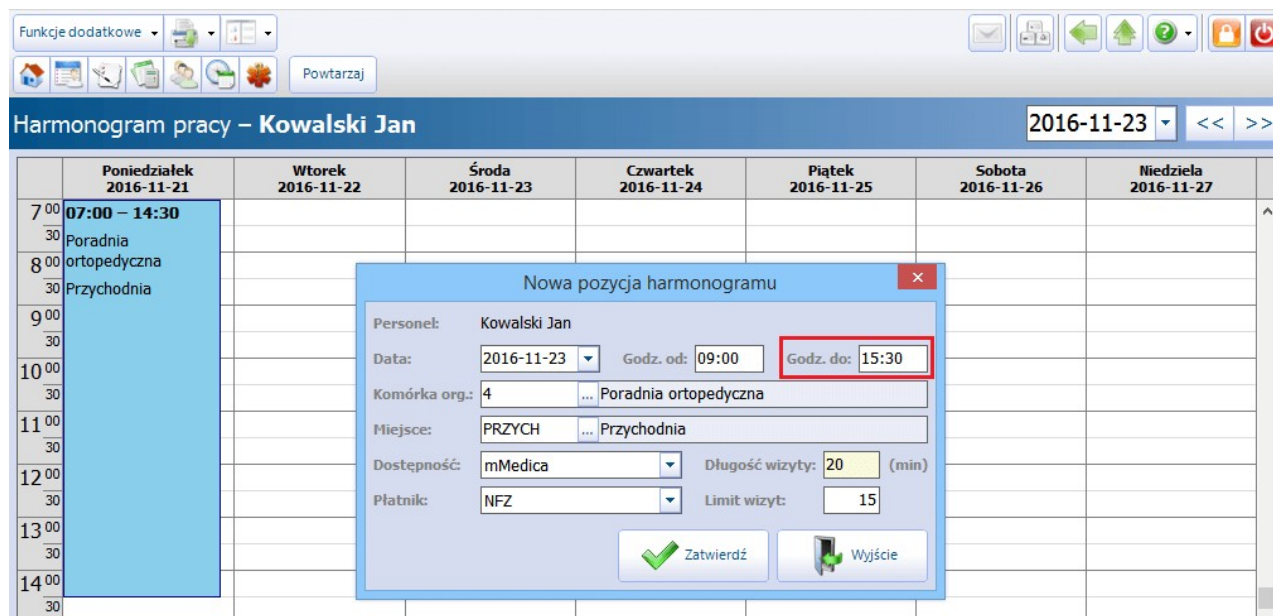 Funkcje dodatkowe
Powtarzaj
Harmonogram pracy – Kowalski Jan 2016-11-23 << >>
Poniedziałek Wtorek Środa Czwartek Piątek Sobota Niedziela
2016-11-21 2016-11-22 2016-11-23 2016-11-24 2016-11-25 2016-11-26 2016-11-27
7 00 07:00 – 14:30
30 Poradnia
8 00 ortopedyczna
30 Przychodnia
Nowa pozycja harmonogramu
9 00
Personel: Kowalski Jan
30
Data: 2016-11-23 Godz. od: 09:00 Godz. do: 15:30
10 00
30
Komórka org.: 4 ... Poradnia ortopedyczna
11 00
Miejsce: PRZYCH ... Przychodnia
30
Dostępność: mMedica Długość wizyty: 20 (min)
12 00
30
Płatnik: NFZ Limit wizyt: 15
13 00
30
Zatwierdź Wyjście
14 00
30